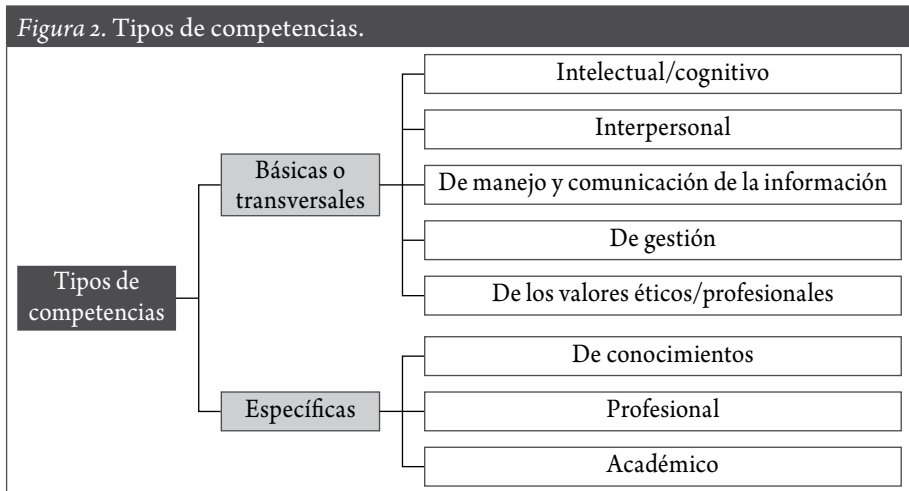 Figura 2. Tipos de competencias.
Intelectual/cognitivo
Interpersonal
Básicas o
transversales
De manejo y comunicación de la información
De gestión
De los valores éticos/profesionales
Tipos de
competencias
De conocimientos
Específicas
Profesional
Académico